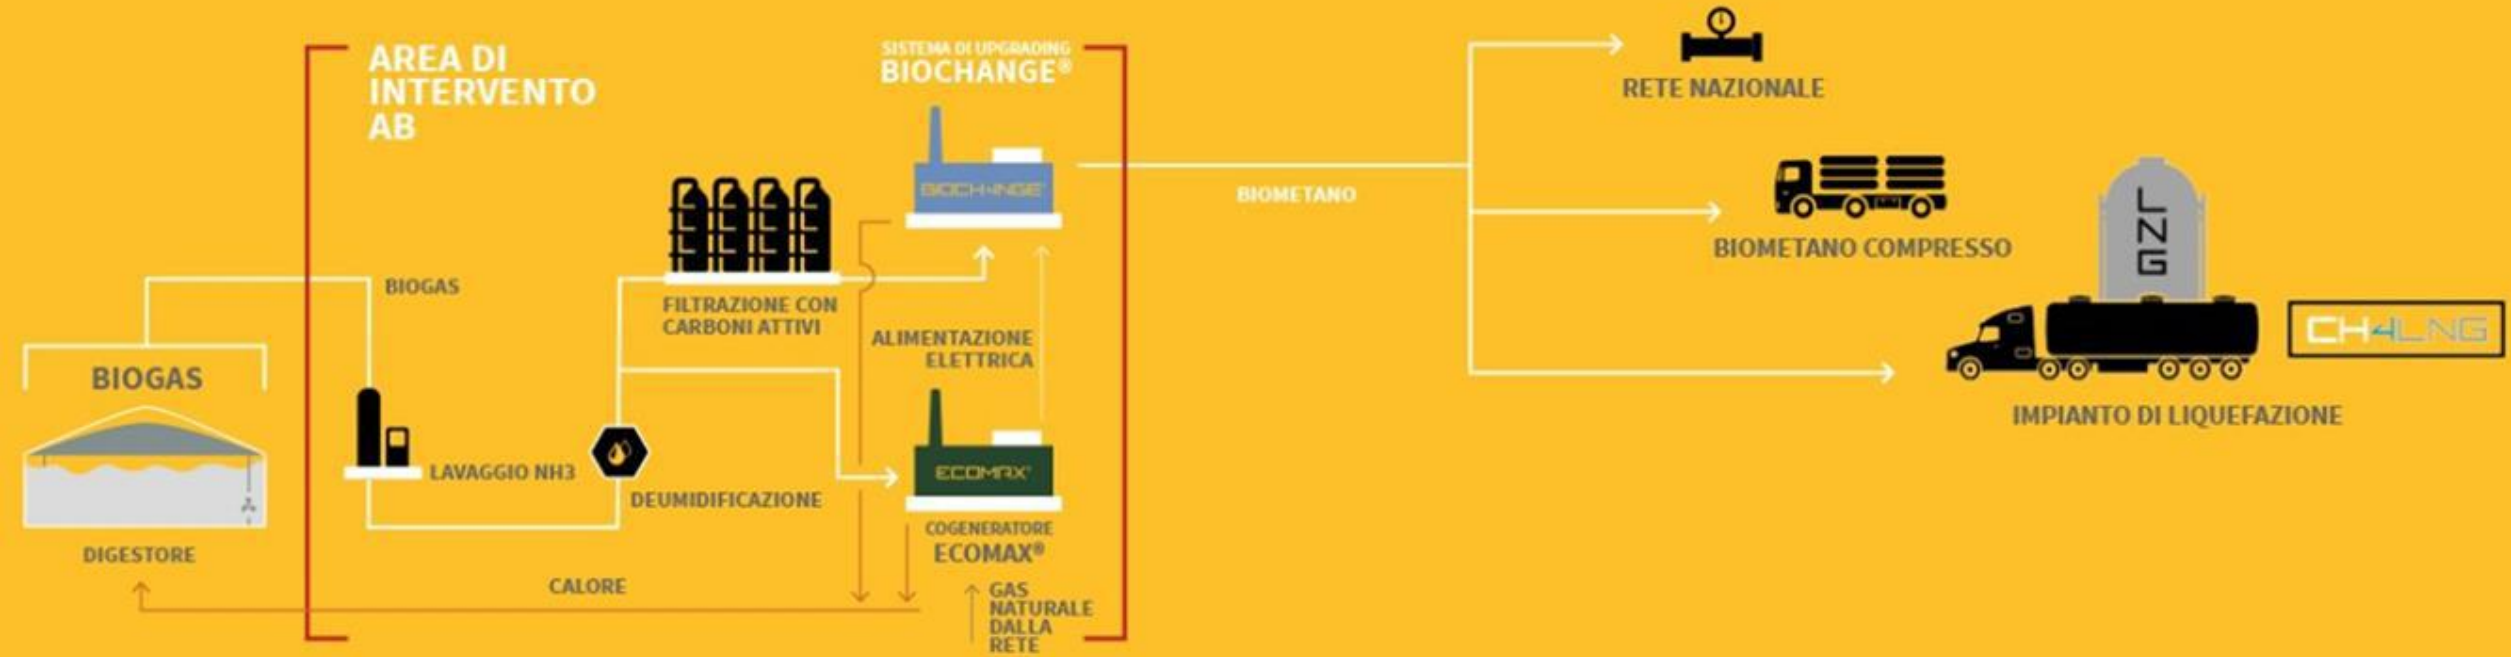 AREA DI
INTERVENTO
AB
SISTEMA DI UPGRADING
BIOCHANGE®
BIOCH4NGE®
BIOGAS
BIOGAS
DIGESTORE
LAVAGGIO NH3
DEUMIDIFICAZIONE
FILTRAZIONE CON
CARBONI ATTIVI
ALIMENTAZIONE
ELETTRICA
ECOMAX®
COGENERATORE
ECOMAX®
CALORE
GAS
NATURALE
DALLA
RETE
BIOMETANO
RETE NAZIONALE
BIOMETANO COMPRESSO
LNG
CH4LNG
IMPIANTO DI LIQUEFAZIONE